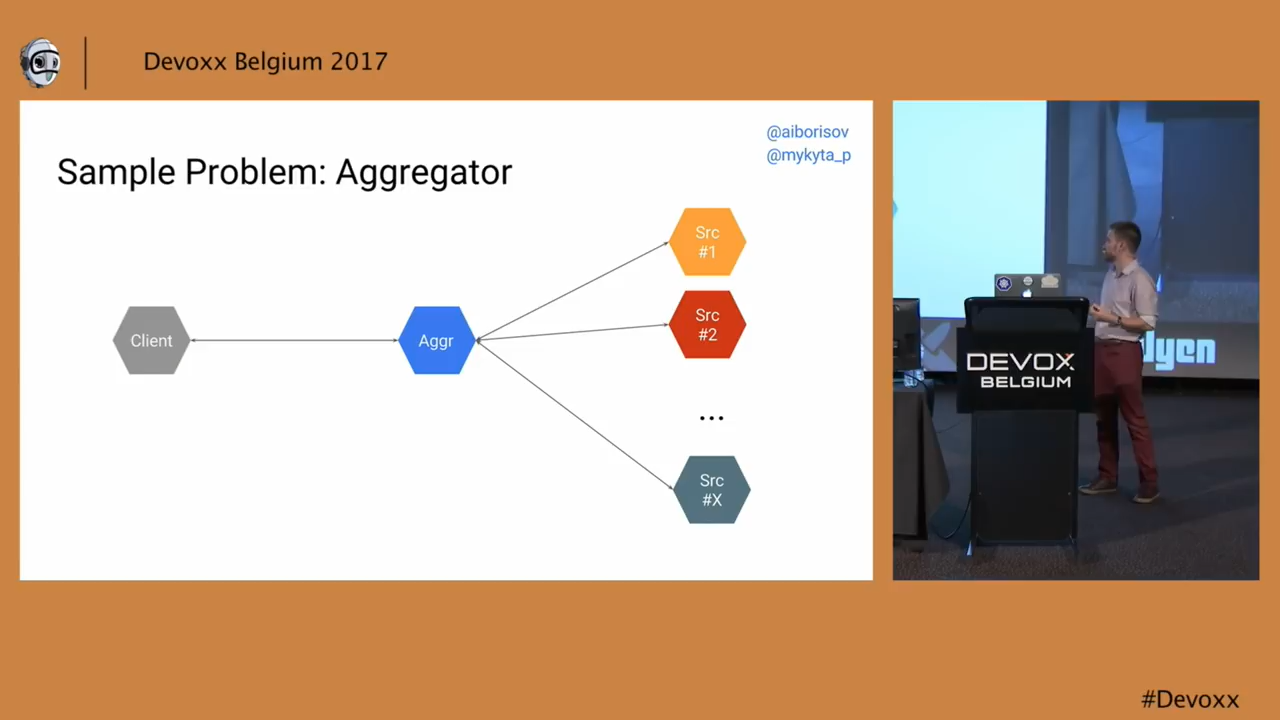 Devoxx Belgium 2017
@aiborisov
@mykyta_p
Sample Problem: Aggregator
Src
#1
Src
#2
Client
Aggr
...
Src
#X
DEVOXX
BELGIUM
#Devoxx